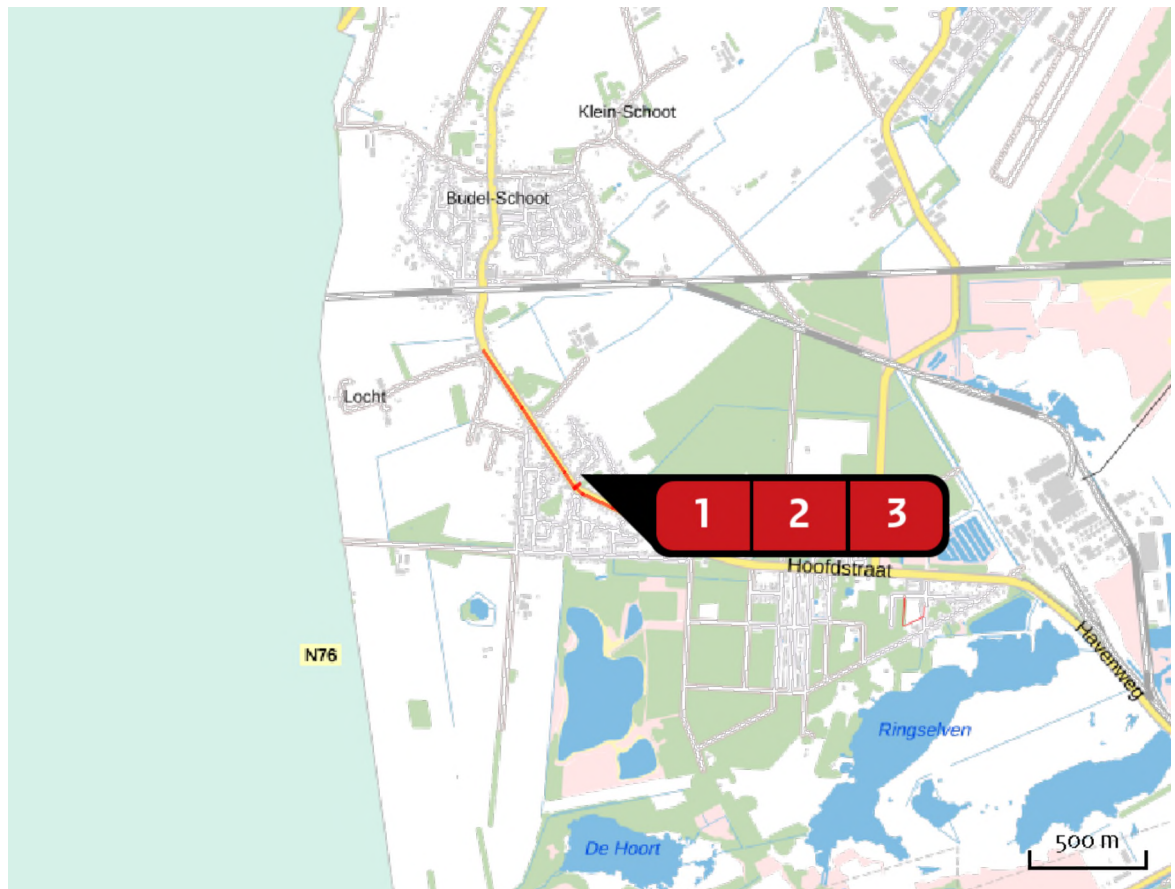 Klein-Schoot
Budel-Schoot
Locht
1 2 3
Hoofdstraat
N76
Havenweg
Ringselven
De Hoort
500 m